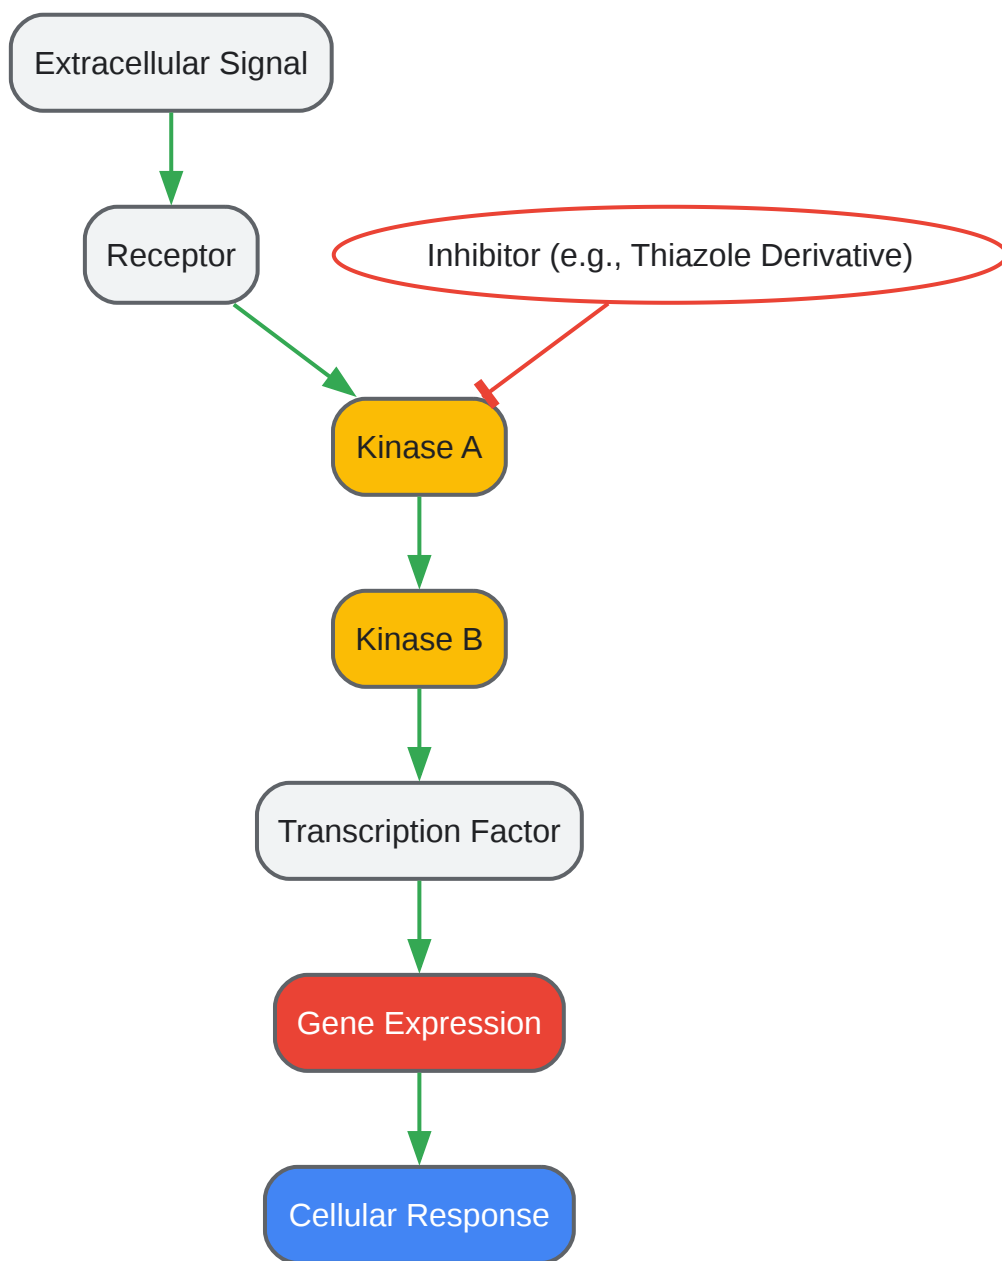 Extracellular Signal
Receptor
Inhibitor (e.g., Thiazole Derivative)
Kinase A
Kinase B
Transcription Factor
Gene Expression
Cellular Response